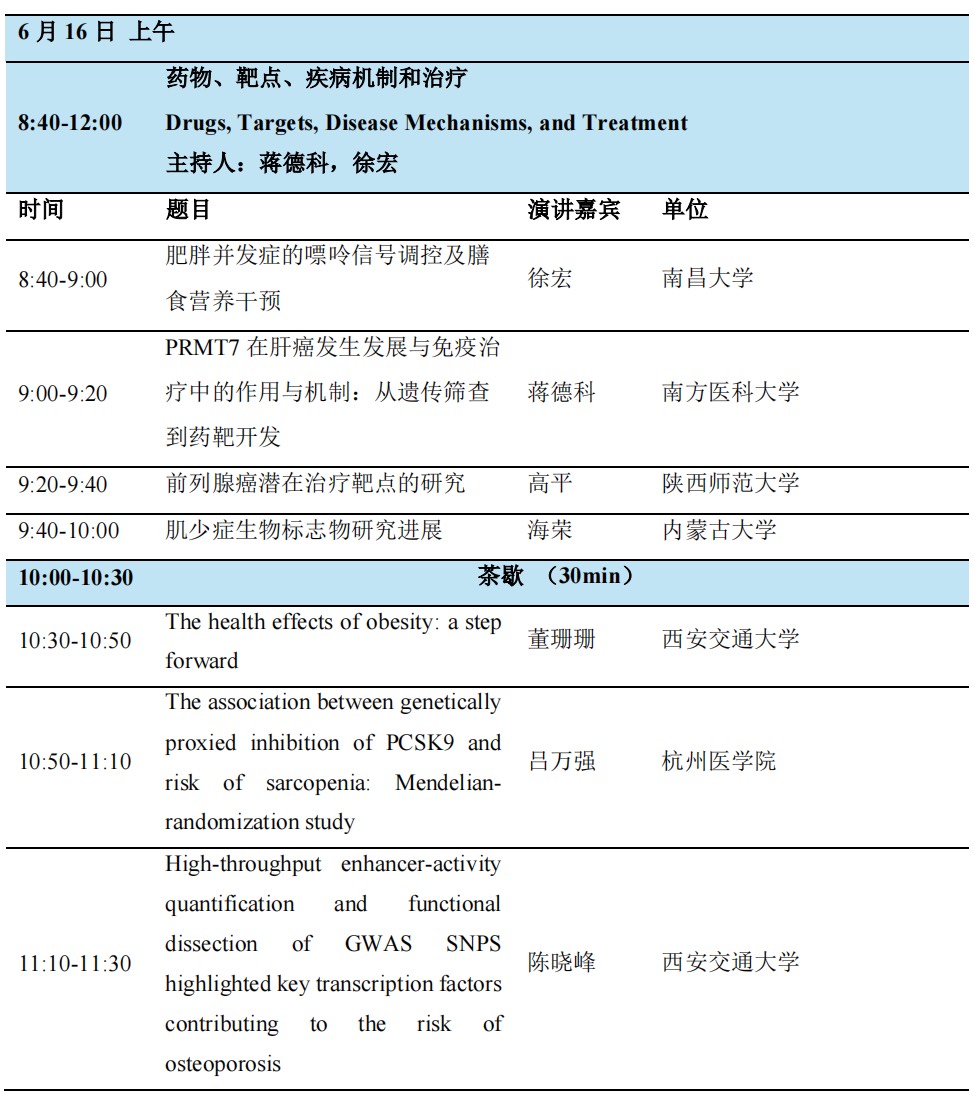 6 月 16 日 上午
药物、靶点、疾病机制和治疗
8:40-12:00 Drugs, Targets, Disease Mechanisms, and Treatment
主持人：蒋德科，徐宏
时间 题目 演讲嘉宾 单位
8:40-9:00
肥胖并发症的嘌呤信号调控及膳
食营养干预
徐宏 南昌大学
9:00-9:20
PRMT7 在肝癌发生发展与免疫治
疗中的作用与机制：从遗传筛查
到药靶开发
蒋德科 南方医科大学
9:20-9:40 前列腺癌潜在治疗靶点的研究 高平 陕西师范大学
9:40-10:00 肌少症生物标志物研究进展 海荣 内蒙古大学
10:00-10:30 茶歇 （30min）
10:30-10:50
The health effects of obesity: a step
forward
董珊珊 西安交通大学
10:50-11:10
The association between genetically
proxied inhibition of PCSK9 and
risk of sarcopenia: Mendelian-
randomization study
吕万强 杭州医学院
11:10-11:30
High-throughput enhancer-activity
quantification and functional
dissection of GWAS SNPS
highlighted key transcription factors
contributing to the risk of
osteoporosis
陈晓峰 西安交通大学